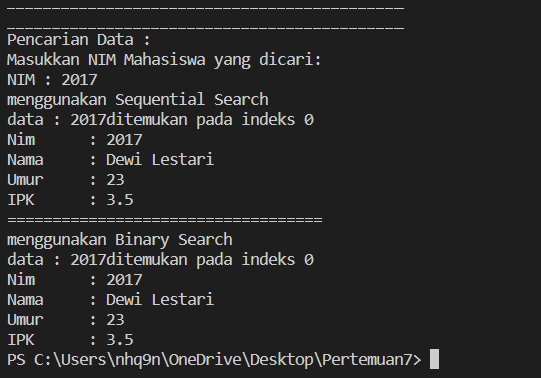 ============================================
____________________________________________
Pencarian Data :
Masukkan NIM Mahasiswa yang dicari:
NIM : 2017
menggunakan Sequential Search
data : 2017ditemukan pada indeks 0
Nim      : 2017
Nama     : Dewi Lestari
Umur     : 23
IPK      : 3.5
===================================
menggunakan Binary Search
data : 2017ditemukan pada indeks 0
Nim      : 2017
Nama     : Dewi Lestari
Umur     : 23
IPK      : 3.5
PS C:\Users\nhq9n\OneDrive\Desktop\Pertemuan7>